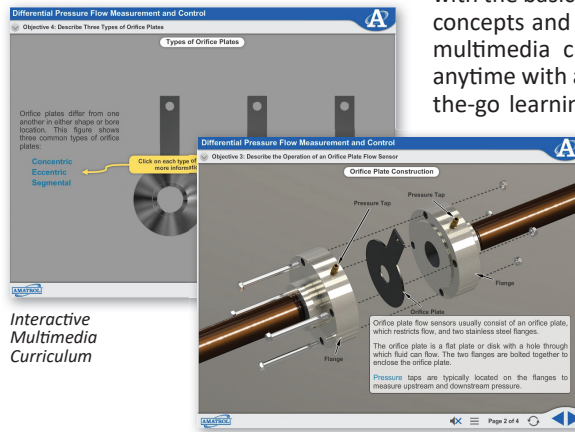 with the basic
concepts and
multimedia c
anytime with a
the-go learnin
Differential Pressure Flow Measurement and Control
A
Objective 4: Describe Three Types of Orifice Plates
Types of Orifice Plates
Orifice plates differ from one
another in either shape or bore
location. This figure shows
three common types of orifice
plates:
Concentric
Eccentric
Segmental
Click on each type of
more informatio
AMATROL
Differential Pressure Flow Measurement and Control
A
Objective 3: Describe the Operation of an Orifice Plate Flow Sensor
Orifice Plate Construction
Pressure Tap
Pressure Tap
Flange
Orifice Plate
Flange
Orifice plate flow sensors usually consist of an orifice plate,
which restricts flow, and two stainless steel flanges.
The orifice plate is a flat plate or disk with a hole through
which fluid can flow. The two flanges are bolted together to
enclose the orifice plate.
Pressure taps are typically located on the flanges to
measure upstream and downstream pressure.
AMATROL
Page 2 of 4
Interactive
Multimedia
Curriculum